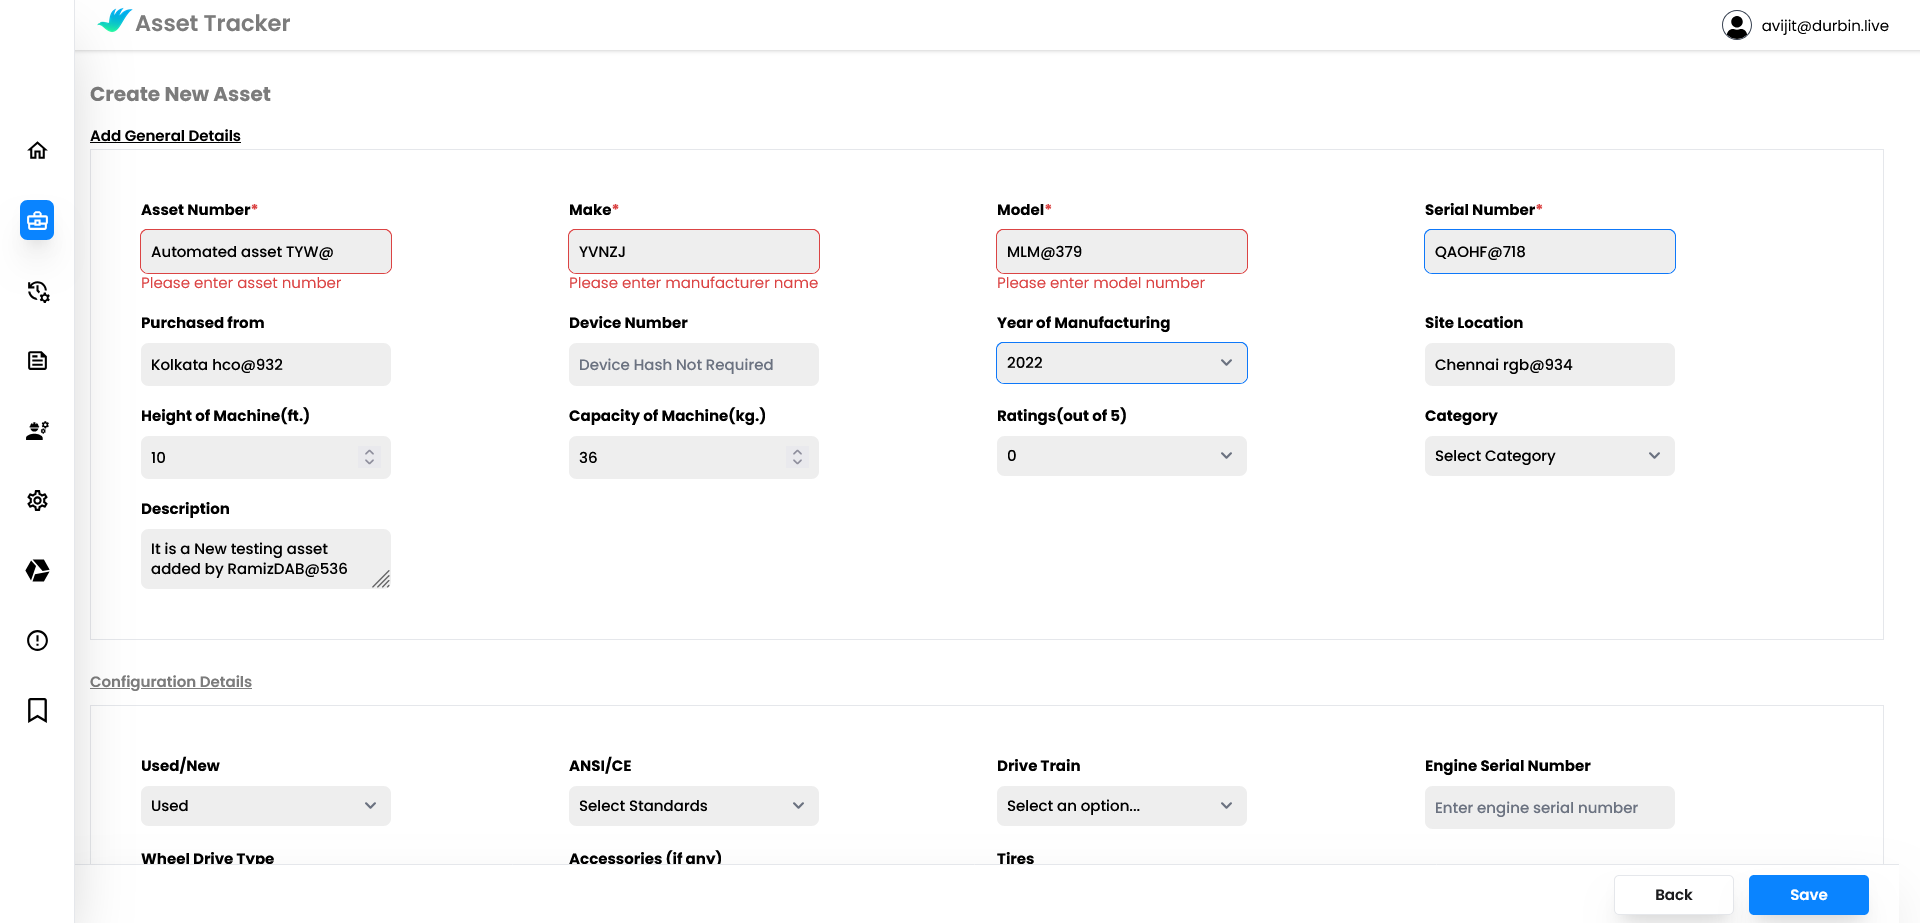 Asset Tracker
avijit@durbin.live
Create New Asset
Add General Details
Asset Number* Make* Model* Serial Number*
Automated asset TYW@ YVNZJ MLM@379 QAOHF@718
Please enter asset number Please enter manufacturer name Please enter model number
Purchased from Device Number Year of Manufacturing Site Location
Kolkata hco@932 Device Hash Not Required 2022 Chennai rgb@934
Height of Machine(ft.) Capacity of Machine(kg.) Ratings(out of 5) Category
10 36 0 Select Category
Description
It is a New testing asset
added by RamizDAB@536
Configuration Details
Used/New ANSI/CE Drive Train Engine Serial Number
Used Select Standards Select an option... Enter engine serial number
Wheel Drive Type Accessories (if any) Tires
Back Save